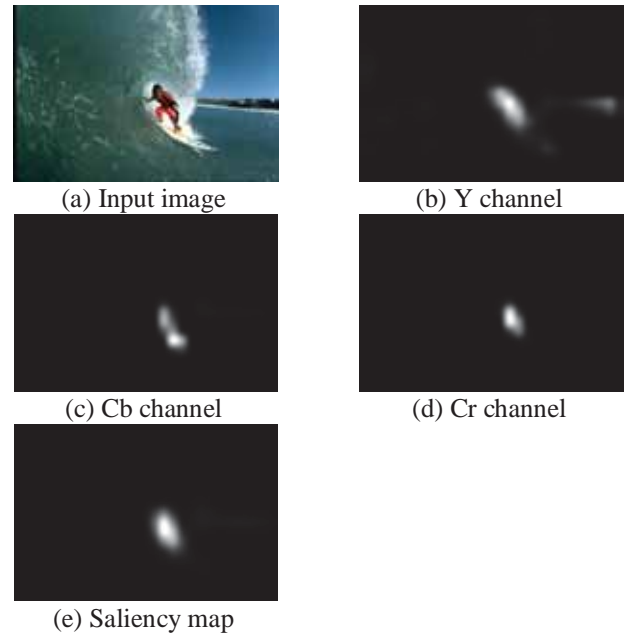 (a) Input image
(b) Y channel
(c) Cb channel
(d) Cr channel
(e) Saliency map